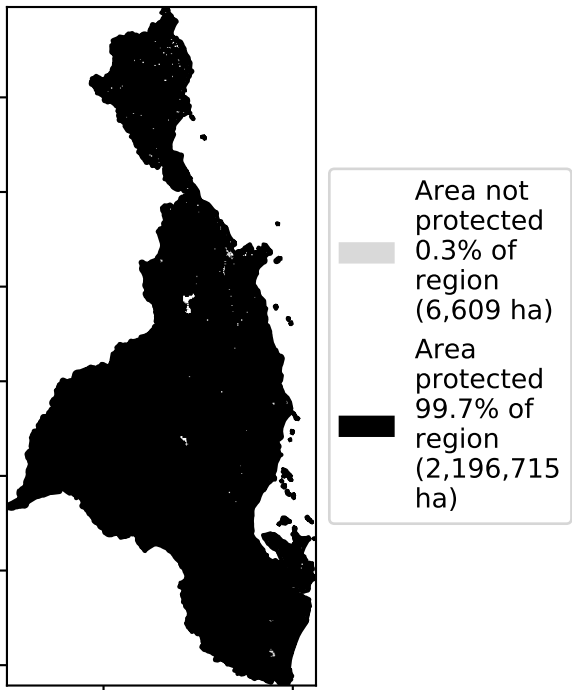 Area not
protected
0.3% of
region
(6,609 ha)
Area
protected
99.7% of
region
(2,196,715
ha)